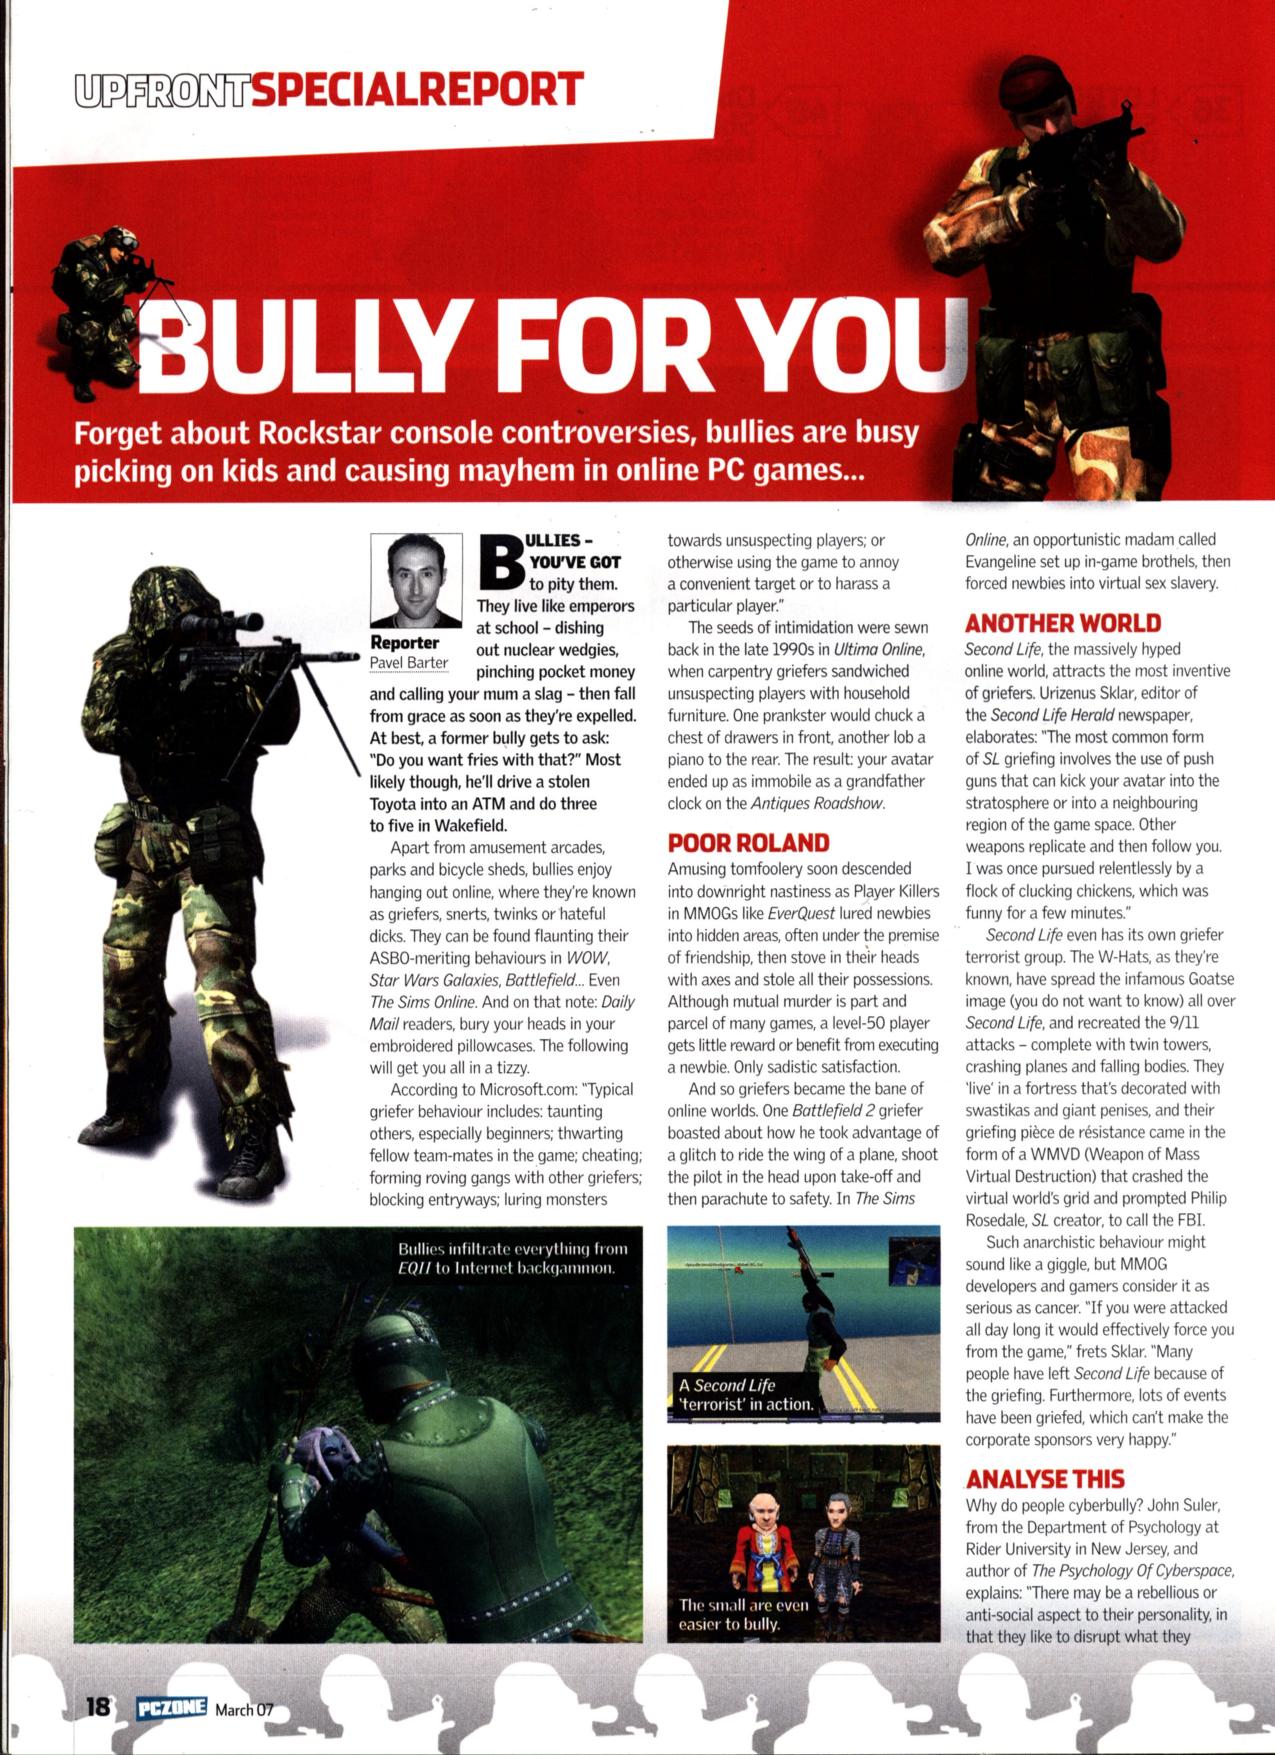 UPFRONTSPECIALREPORT
BULLY FOR YOU
Forget about Rockstar console controversies, bullies are busy
picking on kids and causing mayhem in online PC games...
Reporter
Pavel Barter
BULLIES –
YOU'VE GOT
to pity them.
They live like emperors
at school – dishing
out nuclear wedgies,
pinching pocket money
and calling your mum a slag – then fall
from grace as soon as they're expelled.
At best, a former bully gets to ask:
"Do you want fries with that?" Most
likely though, he'll drive a stolen
Toyota into an ATM and do three
to five in Wakefield.
Apart from amusement arcades,
parks and bicycle sheds, bullies enjoy
hanging out online, where they're known
as griefers, snerts, twinks or hateful
dicks. They can be found flaunting their
ASBO-meriting behaviours in WOW,
Star Wars Galaxies, Battlefield... Even
The Sims Online. And on that note: Daily
Mail readers, bury your heads in your
embroidered pillowcases. The following
will get you all in a tizzy.
According to Microsoft.com: "Typical
griefer behaviour includes: taunting
others, especially beginners; thwarting
fellow team-mates in the game; cheating;
forming roving gangs with other griefers;
blocking entryways; luring monsters
towards unsuspecting players; or
otherwise using the game to annoy
a convenient target or to harass a
particular player."
The seeds of intimidation were sewn
back in the late 1990s in Ultima Online,
when carpentry griefers sandwiched
unsuspecting players with household
furniture. One prankster would chuck a
chest of drawers in front, another lob a
piano to the rear. The result: your avatar
ended up as immobile as a grandfather
clock on the Antiques Roadshow.
POOR ROLAND
Amusing tomfoolery soon descended
into downright nastiness as Player Killers
in MMOGs like EverQuest lured newbies
into hidden areas, often under the premise
of friendship, then stove in their heads
with axes and stole all their possessions.
Although mutual murder is part and
parcel of many games, a level-50 player
gets little reward or benefit from executing
a newbie. Only sadistic satisfaction.
And so griefers became the bane of
online worlds. One Battlefield 2 griefer
boasted about how he took advantage of
a glitch to ride the wing of a plane, shoot
the pilot in the head upon take-off and
then parachute to safety. In The Sims
Online, an opportunistic madam called
Evangeline set up in-game brothels, then
forced newbies into virtual sex slavery.
ANOTHER WORLD
Second Life, the massively hyped
online world, attracts the most inventive
of griefers. Urizenus Sklar, editor of
the Second Life Herald newspaper,
elaborates: "The most common form
of SL griefing involves the use of push
guns that can kick your avatar into the
stratosphere or into a neighbouring
region of the game space. Other
weapons replicate and then follow you.
I was once pursued relentlessly by a
flock of clucking chickens, which was
funny for a few minutes."
Second Life even has its own griefer
terrorist group. The W-Hats, as they're
known, have spread the infamous Goatse
image (you do not want to know) all over
Second Life, and recreated the 9/11
attacks – complete with twin towers,
crashing planes and falling bodies. They
'live' in a fortress that's decorated with
swastikas and giant penises, and their
griefing pièce de résistance came in the
form of a WMVD (Weapon of Mass
Virtual Destruction) that crashed the
virtual world's grid and prompted Philip
Rosedale, SL creator, to call the FBI.
Such anarchistic behaviour might
sound like a giggle, but MMOG
developers and gamers consider it as
serious as cancer. "If you were attacked
all day long it would effectively force you
from the game," frets Sklar. "Many
people have left Second Life because of
the griefing. Furthermore, lots of events
have been griefed, which can't make the
corporate sponsors very happy."
ANALYSE THIS
Why do people cyberbully? John Suler,
from the Department of Psychology at
Rider University in New Jersey, and
author of The Psychology Of Cyberspace,
explains: "There may be a rebellious or
anti-social aspect to their personality, in
that they like to disrupt what they
Bullies infiltrate everything from
EQII to Internet backgammon.
A Second Life
'terrorist' in action.
The small are even
easier to bully.
18 PCZONE March 07